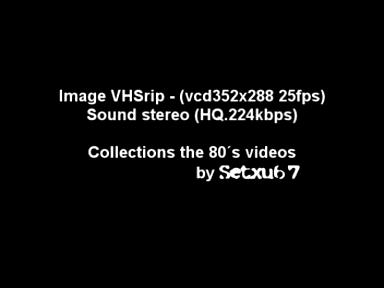 Image VHSrip - (vcd352x288 25fps)
Sound stereo (HQ.224kbps)
Collections the 80´s videos
by Setxu67